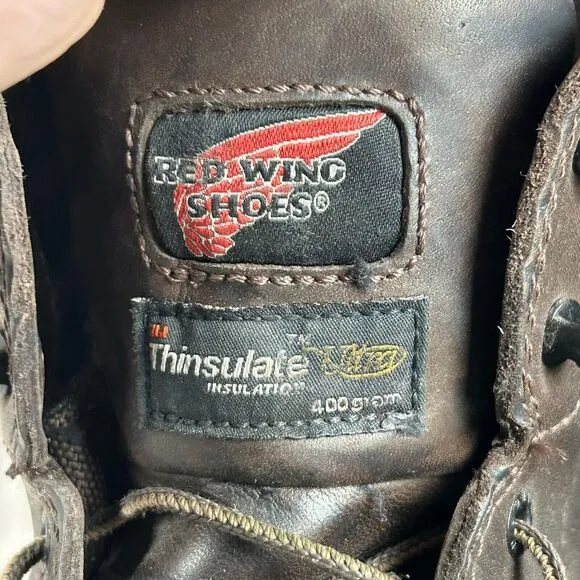 RED WING
SHOES®
3M
Thinsulate™ Ultra
INSULATION
400 gram